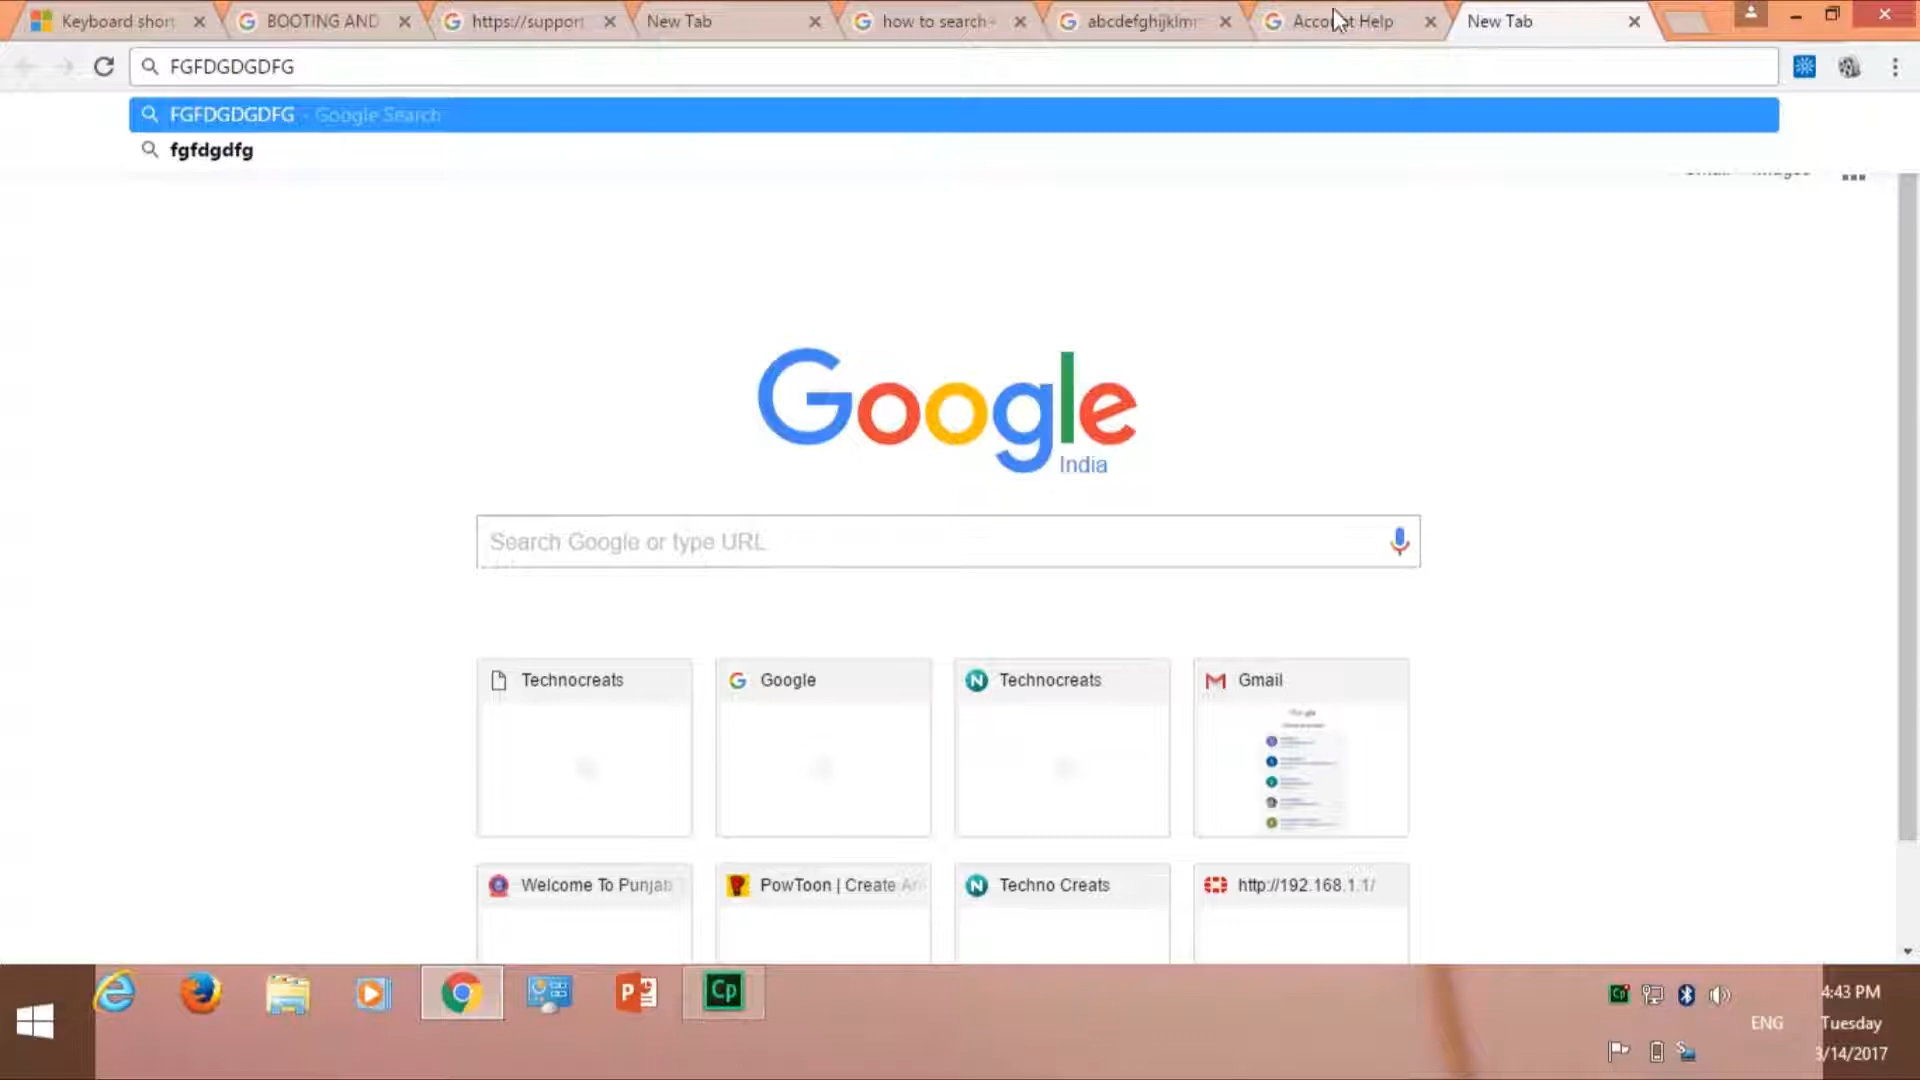 Keyboard shor
BOOTING AND
https://support
New Tab
how to search -
abcdefghijklmn
Account Help
New Tab
FGFDGDGDFG
FGFDGDGDFG - Google Search
fgfdgdfg
Google
India
Search Google or type URL
Technocreats
Google
Technocreats
Gmail
Welcome To Punjab
PowToon | Create An
Techno Creats
http://192.168.1.1/
Cp
ENG
4:43 PM
Tuesday
3/14/2017